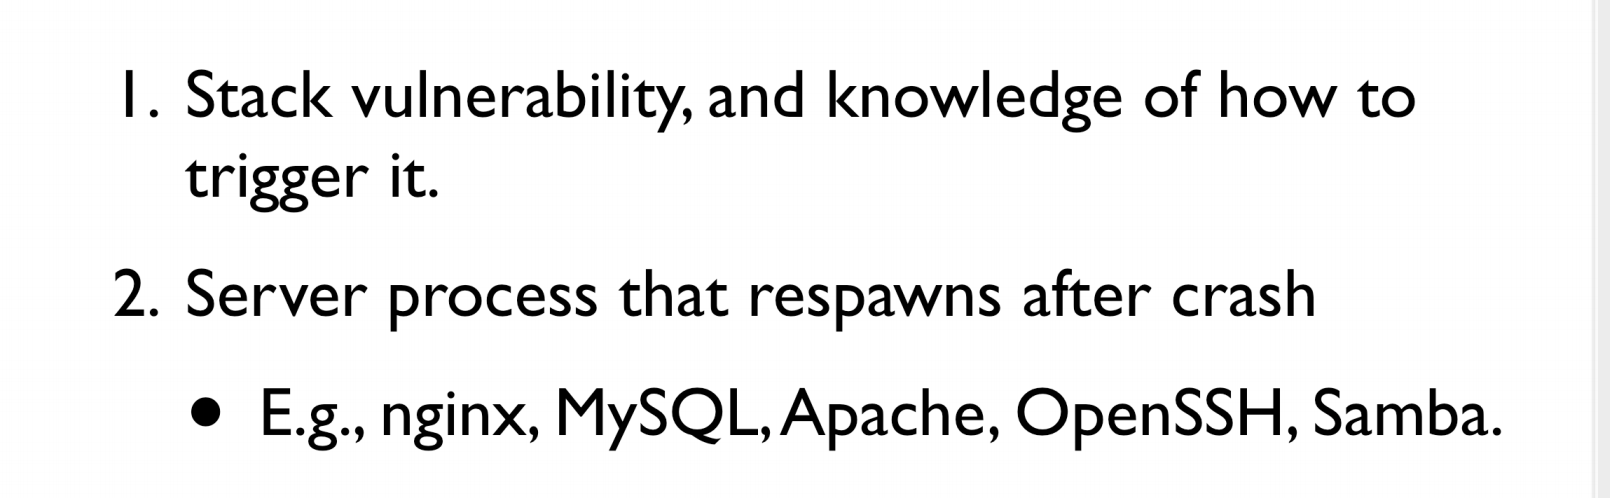 1. Stack vulnerability, and knowledge of how to
trigger it.
2. Server process that respawns after crash
• E.g., nginx, MySQL, Apache, OpenSSH, Samba.